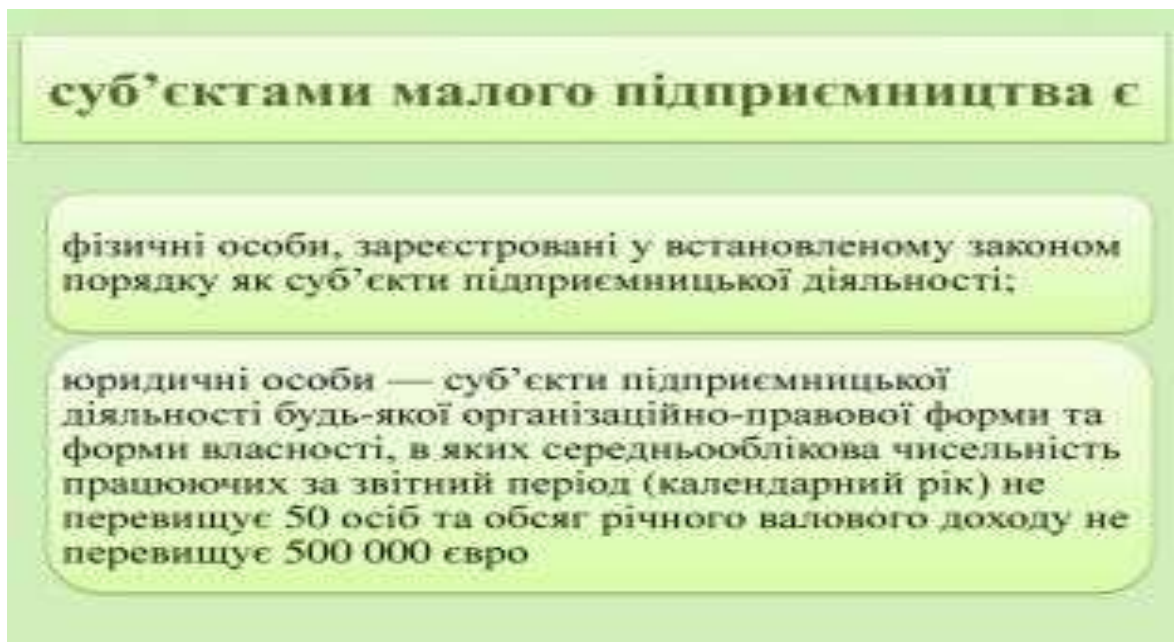 суб’єктами малого підприємництва є
фізичні особи, зареєстровані у встановленому законом
порядку як суб’єкти підприємницької діяльності;
юридичні особи — суб’єкти підприємницької
діяльності будь-якої організаційно-правової форми та
форми власності, в яких середньооблікова чисельність
працюючих за звітний період (календарний рік) не
перевищує 50 осіб та обсяг річного валового доходу не
перевищує 500 000 євро